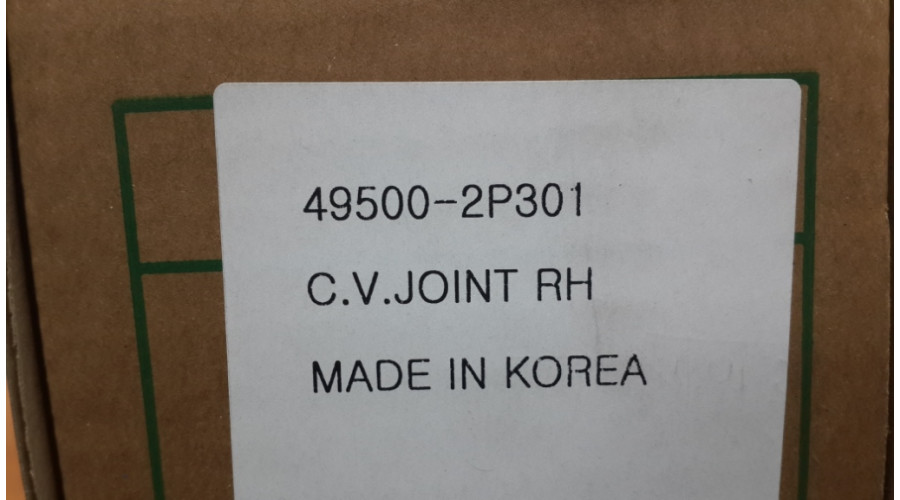 49500-2P301
C.V.JOINT RH
MADE IN KOREA